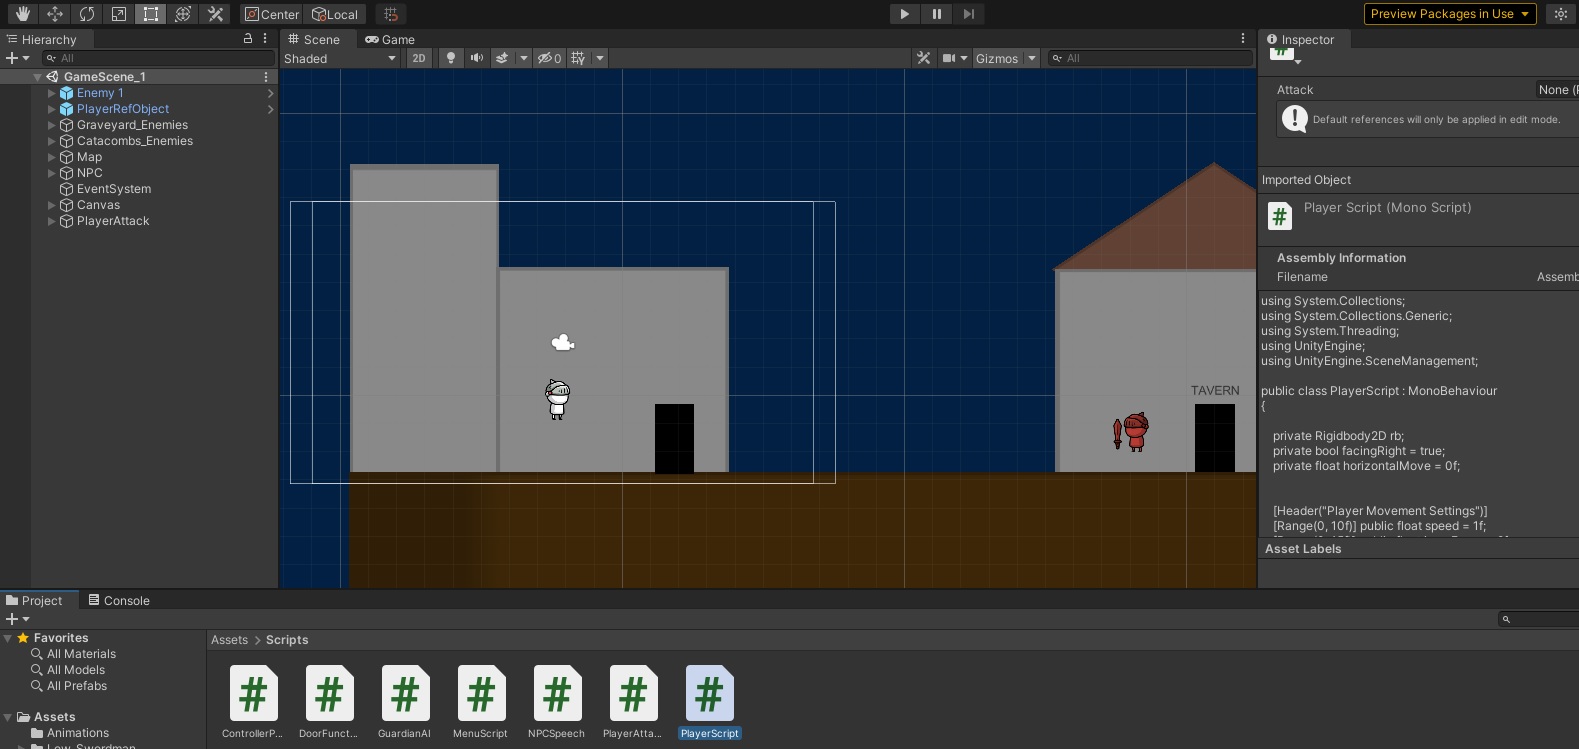 Center
Local
Preview Packages in Use
Hierarchy
All
GameScene_1
Enemy 1
PlayerRefObject
Graveyard_Enemies
Catacombs_Enemies
Map
NPC
EventSystem
Canvas
PlayerAttack
Scene
Game
Shaded
2D
0
Gizmos
All
TAVERN
Inspector
Attack
None (
Default references will only be applied in edit mode.
Imported Object
Player Script (Mono Script)
Assembly Information
Filename
Assemb
using System.Collections;
using System.Collections.Generic;
using System.Threading;
using UnityEngine;
using UnityEngine.SceneManagement;
public class PlayerScript : MonoBehaviour
{
private Rigidbody2D rb;
private bool facingRight = true;
private float horizontalMove = 0f;
[Header("Player Movement Settings")]
[Range(0, 10f)] public float speed = 1f;
Asset Labels
Project
Console
Favorites
All Materials
All Models
All Prefabs
Assets
Animations
Low_Swordman
Assets > Scripts
ControllerP...
DoorFunct...
GuardianAI
MenuScript
NPCSpeech
PlayerAtta...
PlayerScript